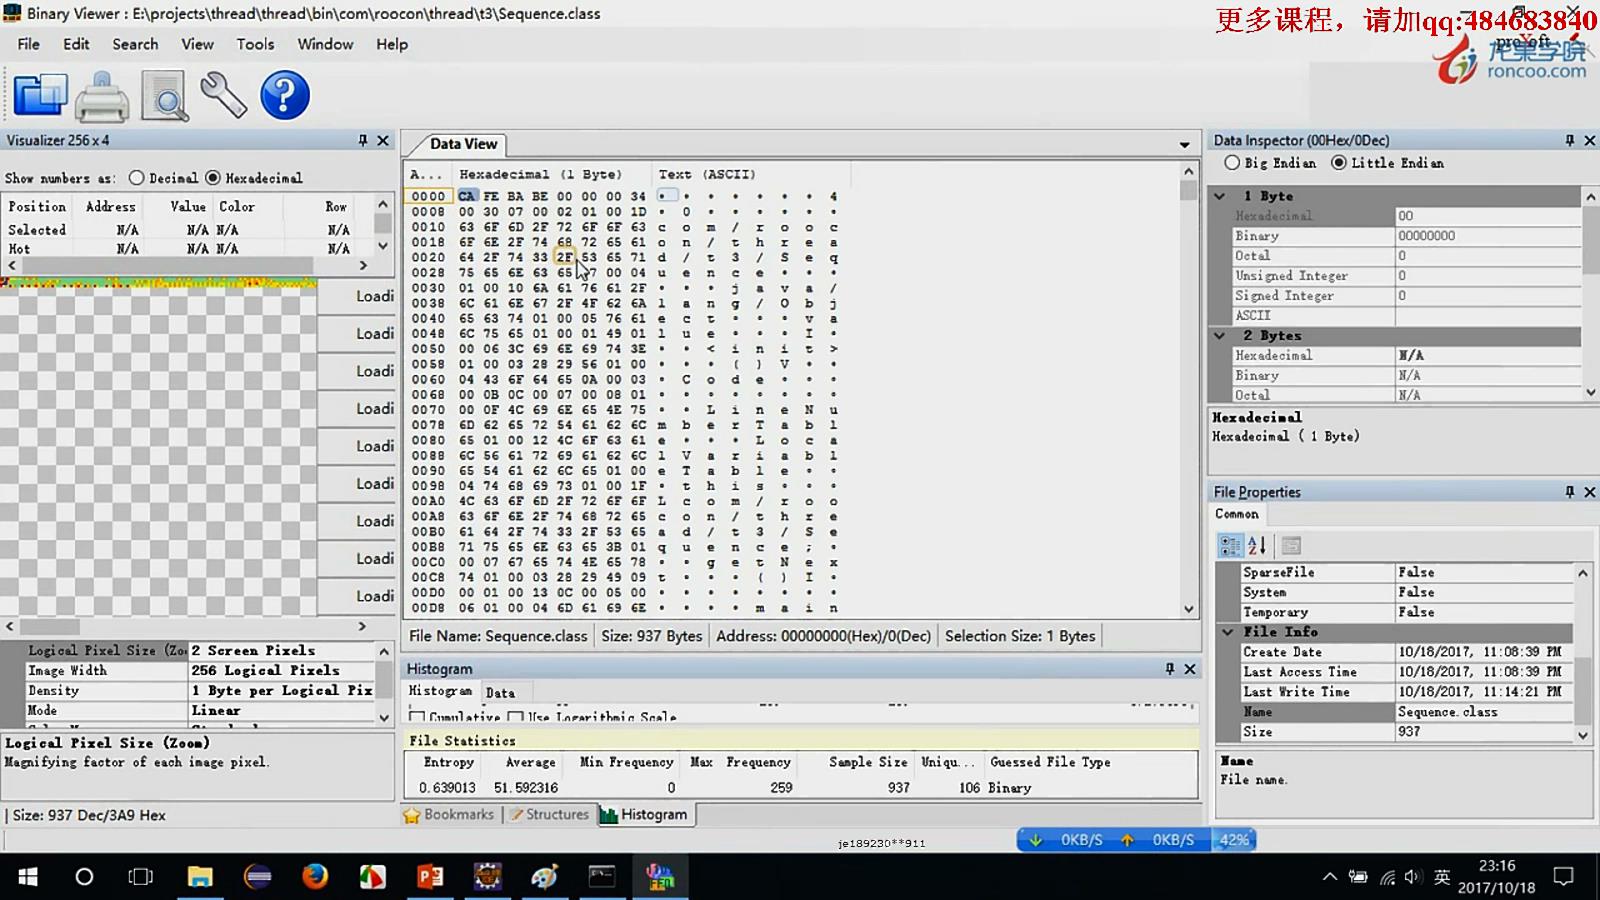 Binary Viewer : E:\projects\thread\thread\bin\com\roocon\thread\t3\Sequence.class
更多课程，请加qq:484683840
File Edit Search View Tools Window Help
龙果学院
roncoo.com
Visualizer 256 x 4
Show numbers as: Decimal Hexadecimal
Position Address Value Color Row
Selected N/A N/A N/A N/A
Hot N/A N/A N/A N/A
Loadi
Loadi
Loadi
Loadi
Loadi
Loadi
Loadi
Loadi
Loadi
Logical Pixel Size (Zoo 2 Screen Pixels
Image Width 256 Logical Pixels
Density 1 Byte per Logical Pix
Mode Linear
Logical Pixel Size (Zoom)
Magnifying factor of each image pixel.
Size: 937 Dec/3A9 Hex
Data View
A... Hexadecimal (1 Byte) Text (ASCII)
0000 CA FE BA BE 00 00 00 34 • • • • • • • 4
0008 00 30 07 00 02 01 00 1D • 0 • • • • • •
0010 63 6F 6D 2F 72 6F 6F 63 c o m / r o o c
0018 6F 6E 2F 74 68 72 65 61 o n / t h r e a
0020 64 2F 74 33 2F 53 65 71 d / t 3 / S e q
0028 75 65 6E 63 65 07 00 04 u e n c e • • •
0030 01 00 10 6A 61 76 61 2F • • • j a v a /
0038 6C 61 6E 67 2F 4F 62 6A l a n g / O b j
0040 65 63 74 01 00 05 76 61 e c t • • • v a
0048 6C 75 65 01 00 01 49 01 l u e • • • I •
0050 00 06 3C 69 6E 69 74 3E • • < i n i t >
0058 01 00 03 28 29 56 01 00 • • • ( ) V • •
0060 04 43 6F 64 65 0A 00 03 • C o d e • • •
0068 00 0B 0C 00 07 00 08 01 • • • • • • • •
0070 00 0F 4C 69 6E 65 4E 75 • • L i n e N u
0078 6D 62 65 72 54 61 62 6C m b e r T a b l
0080 65 01 00 12 4C 6F 63 61 e • • • L o c a
0088 6C 56 61 72 69 61 62 6C l V a r i a b l
0090 65 54 61 62 6C 65 01 00 e T a b l e • •
0098 04 74 68 69 73 01 00 1F • t h i s • • •
00A0 4C 63 6F 6D 2F 72 6F 6F L c o m / r o o
00A8 63 6F 6E 2F 74 68 72 65 c o n / t h r e
00B0 61 64 2F 74 33 2F 53 65 a d / t 3 / S e
00B8 71 75 65 6E 63 65 3B 01 q u e n c e ; •
00C0 00 07 67 65 74 4E 65 78 • • g e t N e x
00C8 74 01 00 03 28 29 49 09 t • • • ( ) I •
00D0 00 01 00 13 0C 00 05 00 • • • • • • • •
00D8 06 01 00 04 6D 61 69 6E • • • • m a i n
File Name: Sequence.class Size: 937 Bytes Address: 00000000(Hex)/0(Dec) Selection Size: 1 Bytes
Histogram
Histogram Data
Cumulative Use Logarithmic Scale
File Statistics
Entropy Average Min Frequency Max Frequency Sample Size Uniqu... Guessed File Type
0.639013 51.592316 0 259 937 106 Binary
Bookmarks Structures Histogram
Data Inspector (00Hex/0Dec)
Big Endian Little Endian
1 Byte
Hexadecimal 00
Binary 00000000
Octal 0
Unsigned Integer 0
Signed Integer 0
ASCII
2 Bytes
Hexadecimal N/A
Binary N/A
Octal N/A
Hexadecimal
Hexadecimal ( 1 Byte)
File Properties
Common
SparseFile False
System False
Temporary False
File Info
Create Date 10/18/2017, 11:08:39 PM
Last Access Time 10/18/2017, 11:08:39 PM
Last Write Time 10/18/2017, 11:14:21 PM
Name Sequence.class
Size 937
Name
File name.
je189230**911
0KB/S 0KB/S 42%
英
23:16
2017/10/18